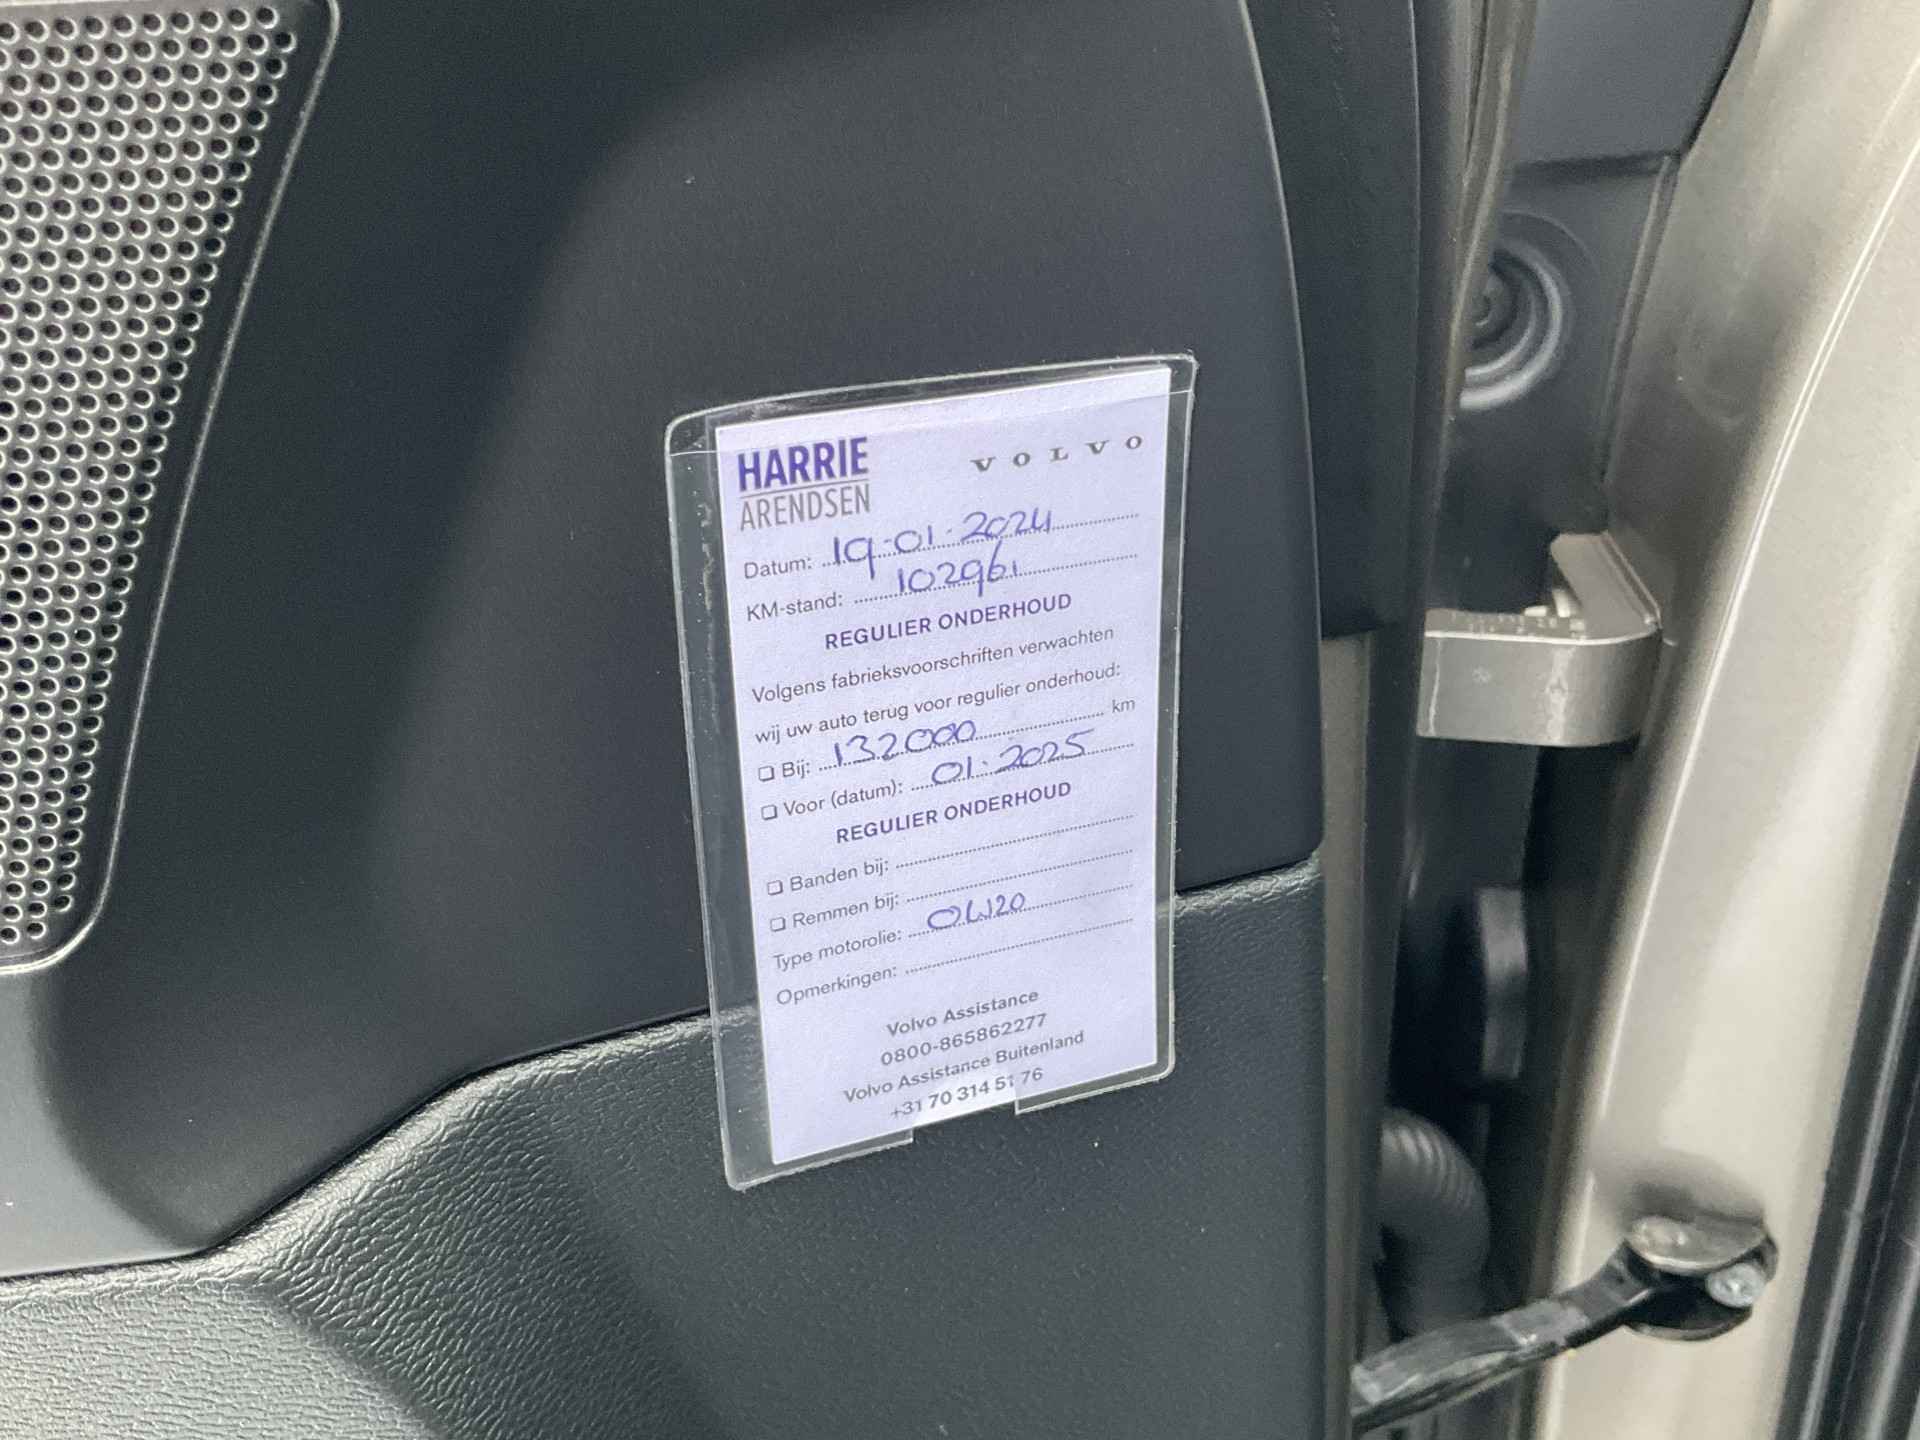 HARRIE
ARENDSEN
VOLVO
Datum: 19-01-2024
KM-stand: 102961
REGULIER ONDERHOUD
Volgens fabrieksvoorschriften verwachten
wij uw auto terug voor regulier onderhoud:
❏ Bij: 132000 km
❏ Voor (datum): 01-2025
REGULIER ONDERHOUD
❏ Banden bij:
❏ Remmen bij:
Type motorolie: 0W20
Opmerkingen:
Volvo Assistance
0800-865862277
Volvo Assistance Buitenland
+31 70 314 51 76